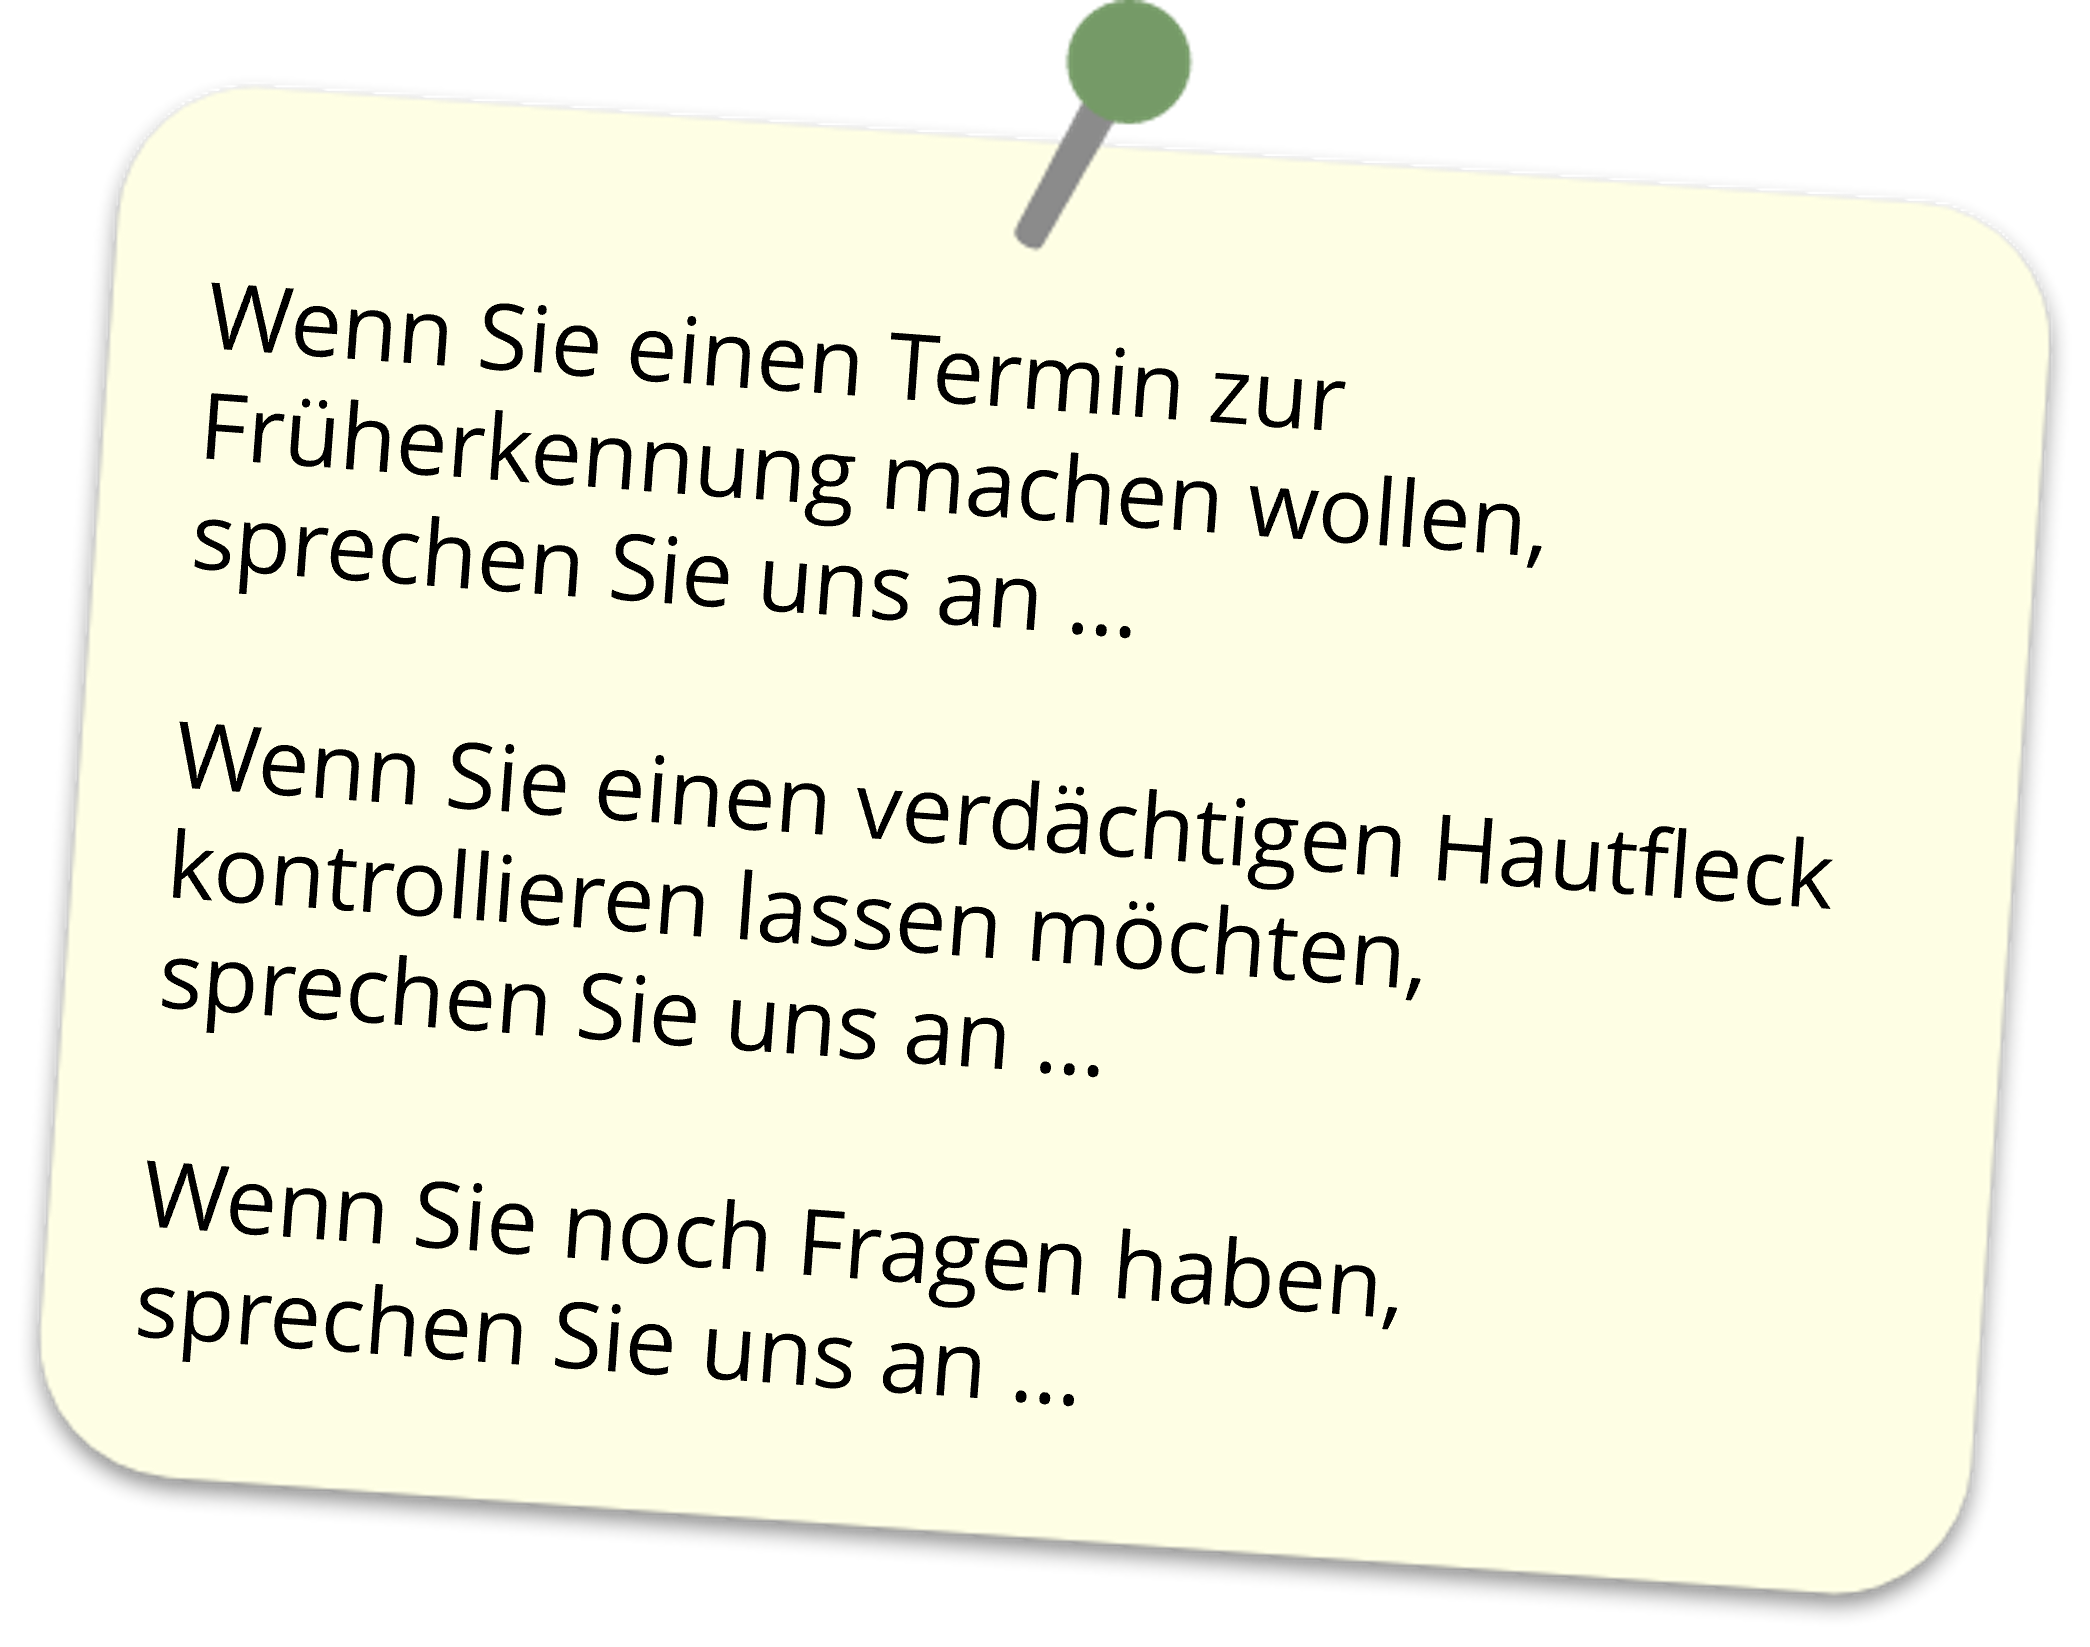 Wenn Sie einen Termin zur
Früherkennung machen wollen,
sprechen Sie uns an ...
Wenn Sie einen verdächtigen Hautfleck
kontrollieren lassen möchten,
sprechen Sie uns an ...
Wenn Sie noch Fragen haben,
sprechen Sie uns an ...